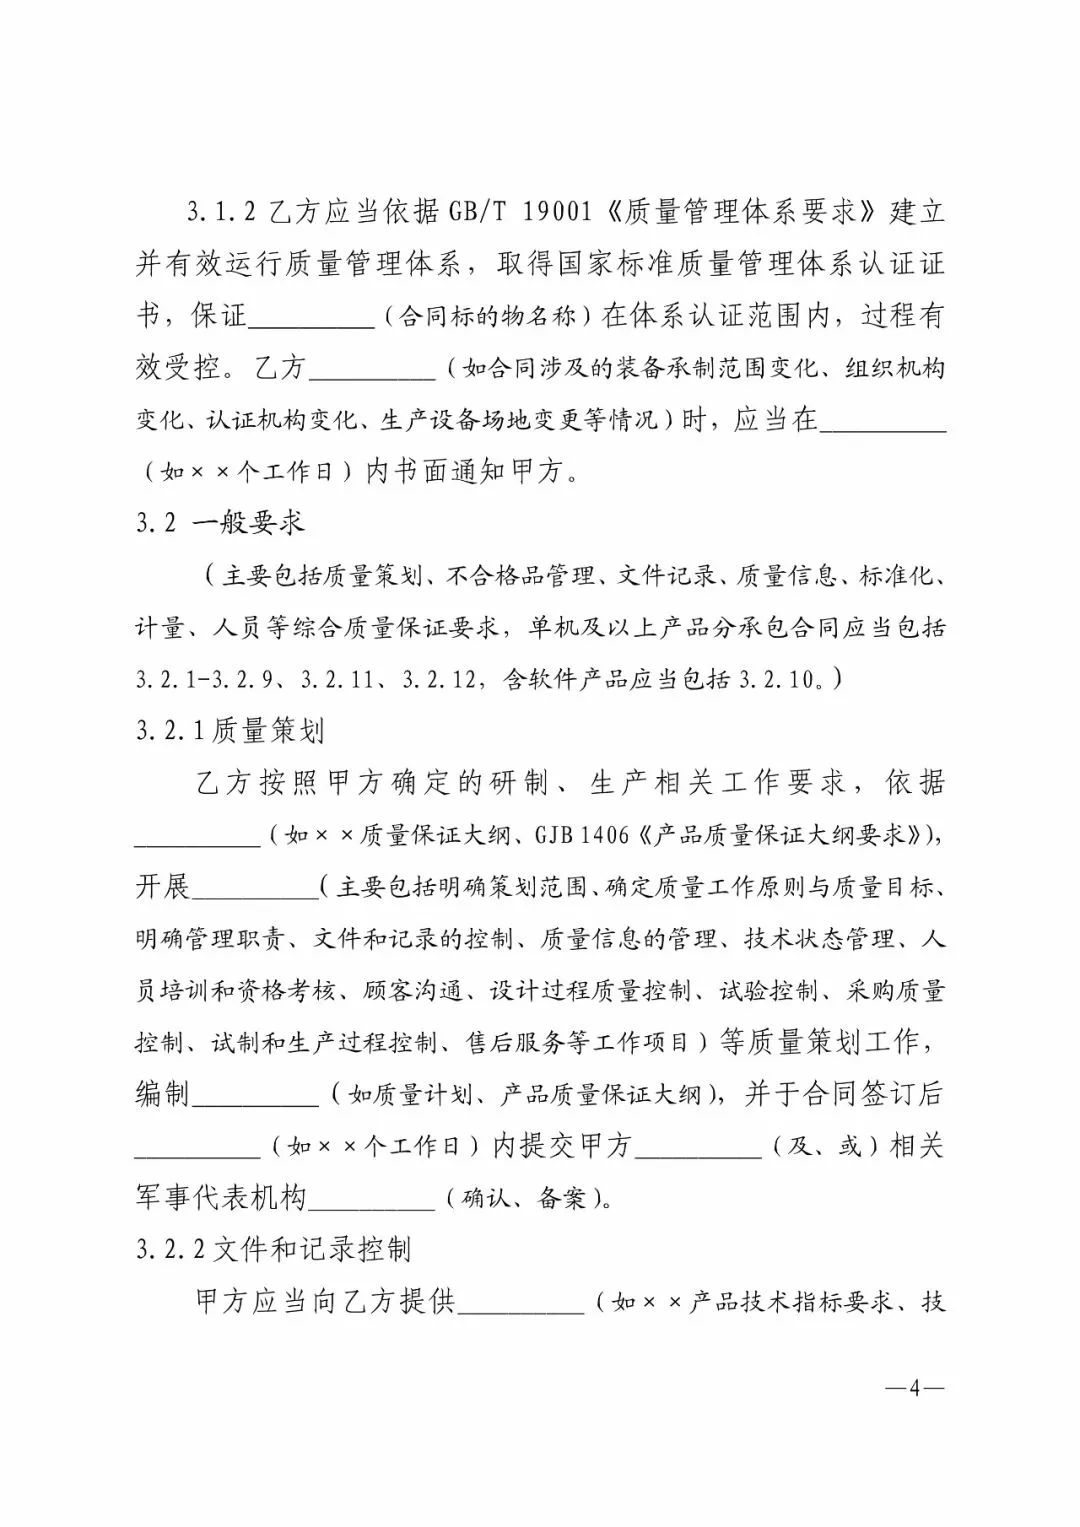 3.1.2 乙方应当依据 GB/T 19001《质量管理体系要求》建立
并有效运行质量管理体系，取得国家标准质量管理体系认证证
书，保证__________（合同标的物名称）在体系认证范围内，过程有
效受控。乙方__________（如合同涉及的装备承制范围变化、组织机构
变化、认证机构变化、生产设备场地变更等情况）时，应当在__________
（如××个工作日）内书面通知甲方。
3.2 一般要求
（主要包括质量策划、不合格品管理、文件记录、质量信息、标准化、
计量、人员等综合质量保证要求，单机及以上产品分承包合同应当包括
3.2.1-3.2.9、3.2.11、3.2.12，含软件产品应当包括 3.2.10。）
3.2.1 质量策划
乙方按照甲方确定的研制、生产相关工作要求，依据
__________（如××质量保证大纲、GJB 1406《产品质量保证大纲要求》），
开展__________（主要包括明确策划范围、确定质量工作原则与质量目标、
明确管理职责、文件和记录的控制、质量信息的管理、技术状态管理、人
员培训和资格考核、顾客沟通、设计过程质量控制、试验控制、采购质量
控制、试制和生产过程控制、售后服务等工作项目）等质量策划工作，
编制__________（如质量计划、产品质量保证大纲），并于合同签订后
__________（如××个工作日）内提交甲方__________（及、或）相关
军事代表机构__________（确认、备案）。
3.2.2 文件和记录控制
甲方应当向乙方提供__________（如××产品技术指标要求、技
—4—